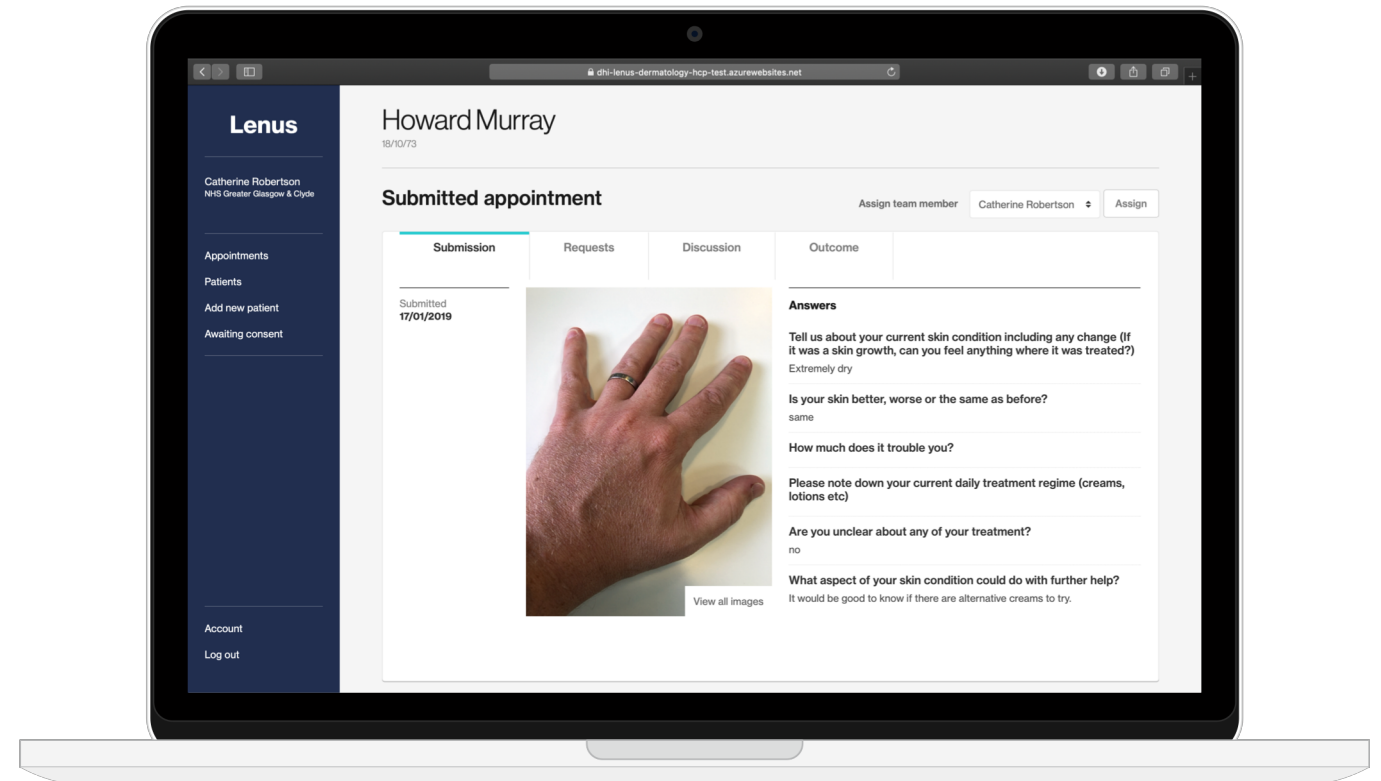 dhi-lenus-dermatology-hcp-test.azurewebsites.net
Lenus
Catherine Robertson
NHS Greater Glasgow & Clyde
Appointments
Patients
Add new patient
Awaiting consent
Account
Log out
Howard Murray
18/10/73
Submitted appointment
Assign team member
Catherine Robertson
Assign
Submission
Requests
Discussion
Outcome
Submitted
17/01/2019
View all images
Answers
Tell us about your current skin condition including any change (If
it was a skin growth, can you feel anything where it was treated?)
Extremely dry
Is your skin better, worse or the same as before?
same
How much does it trouble you?
Please note down your current daily treatment regime (creams,
lotions etc)
Are you unclear about any of your treatment?
no
What aspect of your skin condition could do with further help?
It would be good to know if there are alternative creams to try.